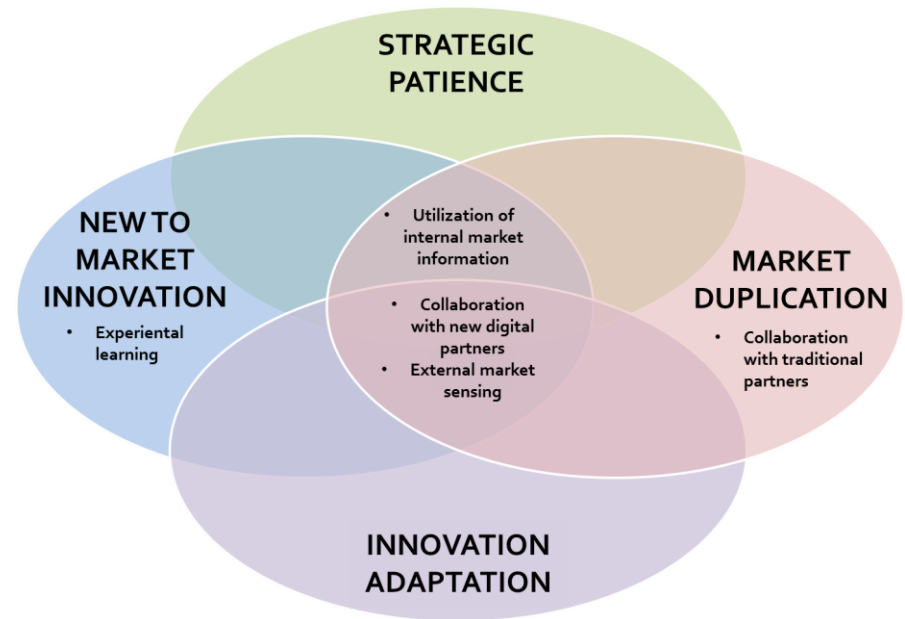 STRATEGIC
PATIENCE
• Utilization of
internal market
information
NEW TO
MARKET
INNOVATION
• Experiental
learning
MARKET
DUPLICATION
• Collaboration
with traditional
partners
• Collaboration
with new digital
partners
• External market
sensing
INNOVATION
ADAPTATION